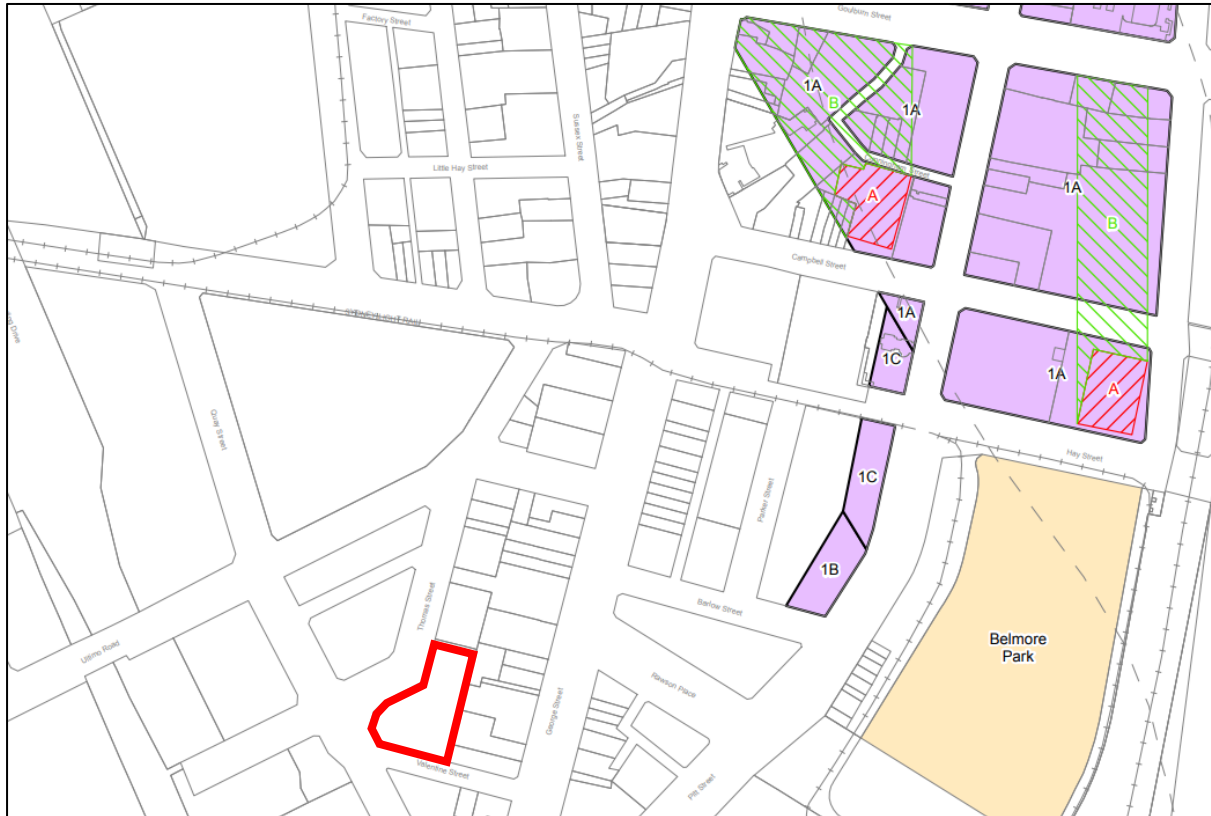 Factory Street
Goulburn Street
Sussex Street
1A
B
1A
Little Hay Street
A
1A
B
Campbell Street
1A
1C
1A
A
Quay Street
Hay Street
1C
Parker Street
1B
Thomas Street
Barlow Street
Belmore
Park
Ultimo Road
Rawson Place
George Street
Valentine Street
Pitt Street